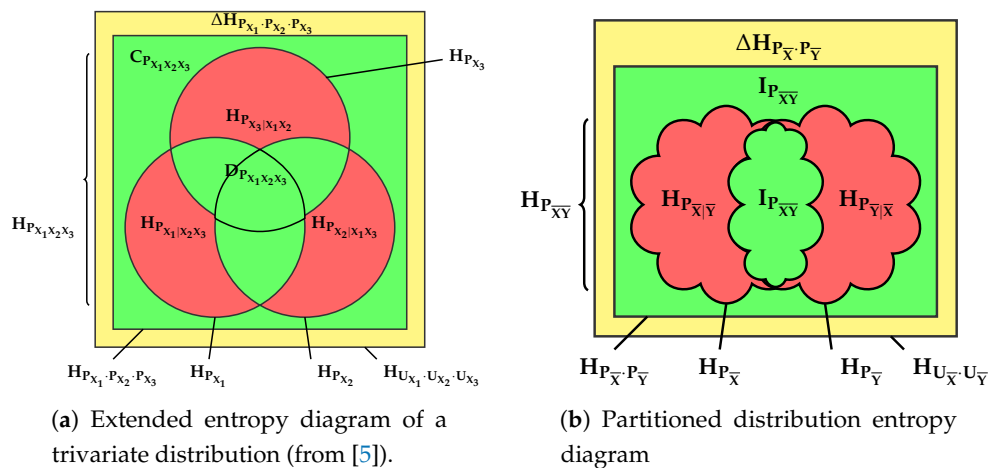 ΔH_{P_{X_1}·P_{X_2}·P_{X_3}}
C_{P_{X_1X_2X_3}}
H_{P_{X_3}}
H_{P_{X_3|X_1X_2}}
D_{P_{X_1X_2X_3}}
H_{P_{X_1X_2X_3}}
H_{P_{X_1|X_2X_3}}
H_{P_{X_2|X_1X_3}}
H_{P_{X_1}·P_{X_2}·P_{X_3}}
H_{P_{X_1}}
H_{P_{X_2}}
H_{U_{X_1}·U_{X_2}·U_{X_3}}
(a) Extended entropy diagram of a
trivariate distribution (from [5]).
ΔH_{P_{\overline{X}}·P_{\overline{Y}}}
I_{P_{\overline{XY}}}
H_{P_{\overline{XY}}}
H_{P_{\overline{X}|\overline{Y}}}
I_{P_{\overline{XY}}}
H_{P_{\overline{Y}|\overline{X}}}
H_{P_{\overline{X}}·P_{\overline{Y}}}
H_{P_{\overline{X}}}
H_{P_{\overline{Y}}}
H_{U_{\overline{X}}·U_{\overline{Y}}}
(b) Partitioned distribution entropy
diagram